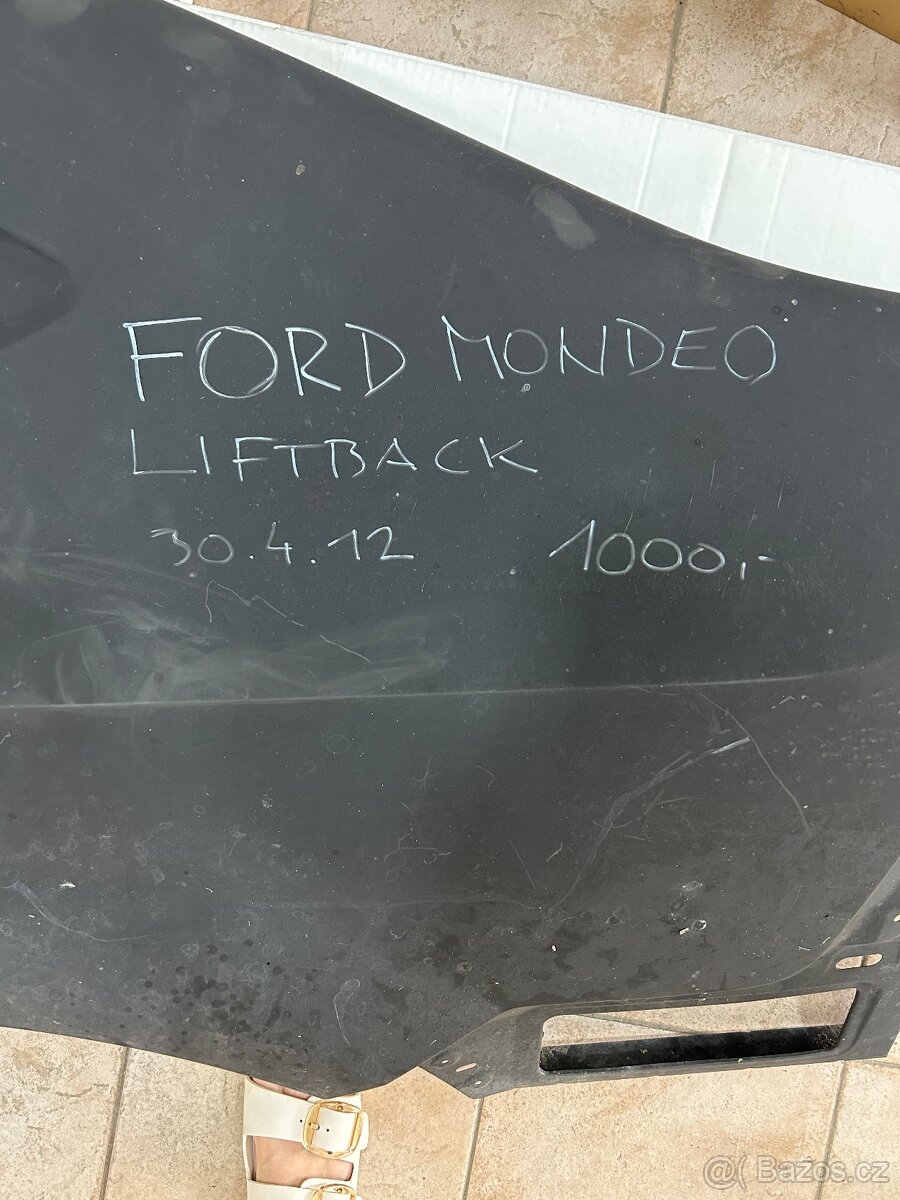 FORD MONDEO
LIFTBACK
30.4.12 1000,-
@Bazos.cz